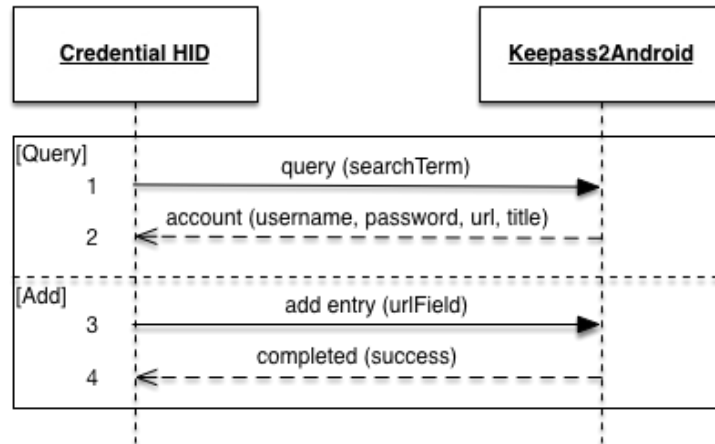 Credential HID
Keepass2Android
[Query]
query (searchTerm)
1
account (username, password, url, title)
2
[Add]
add entry (urlField)
3
completed (success)
4